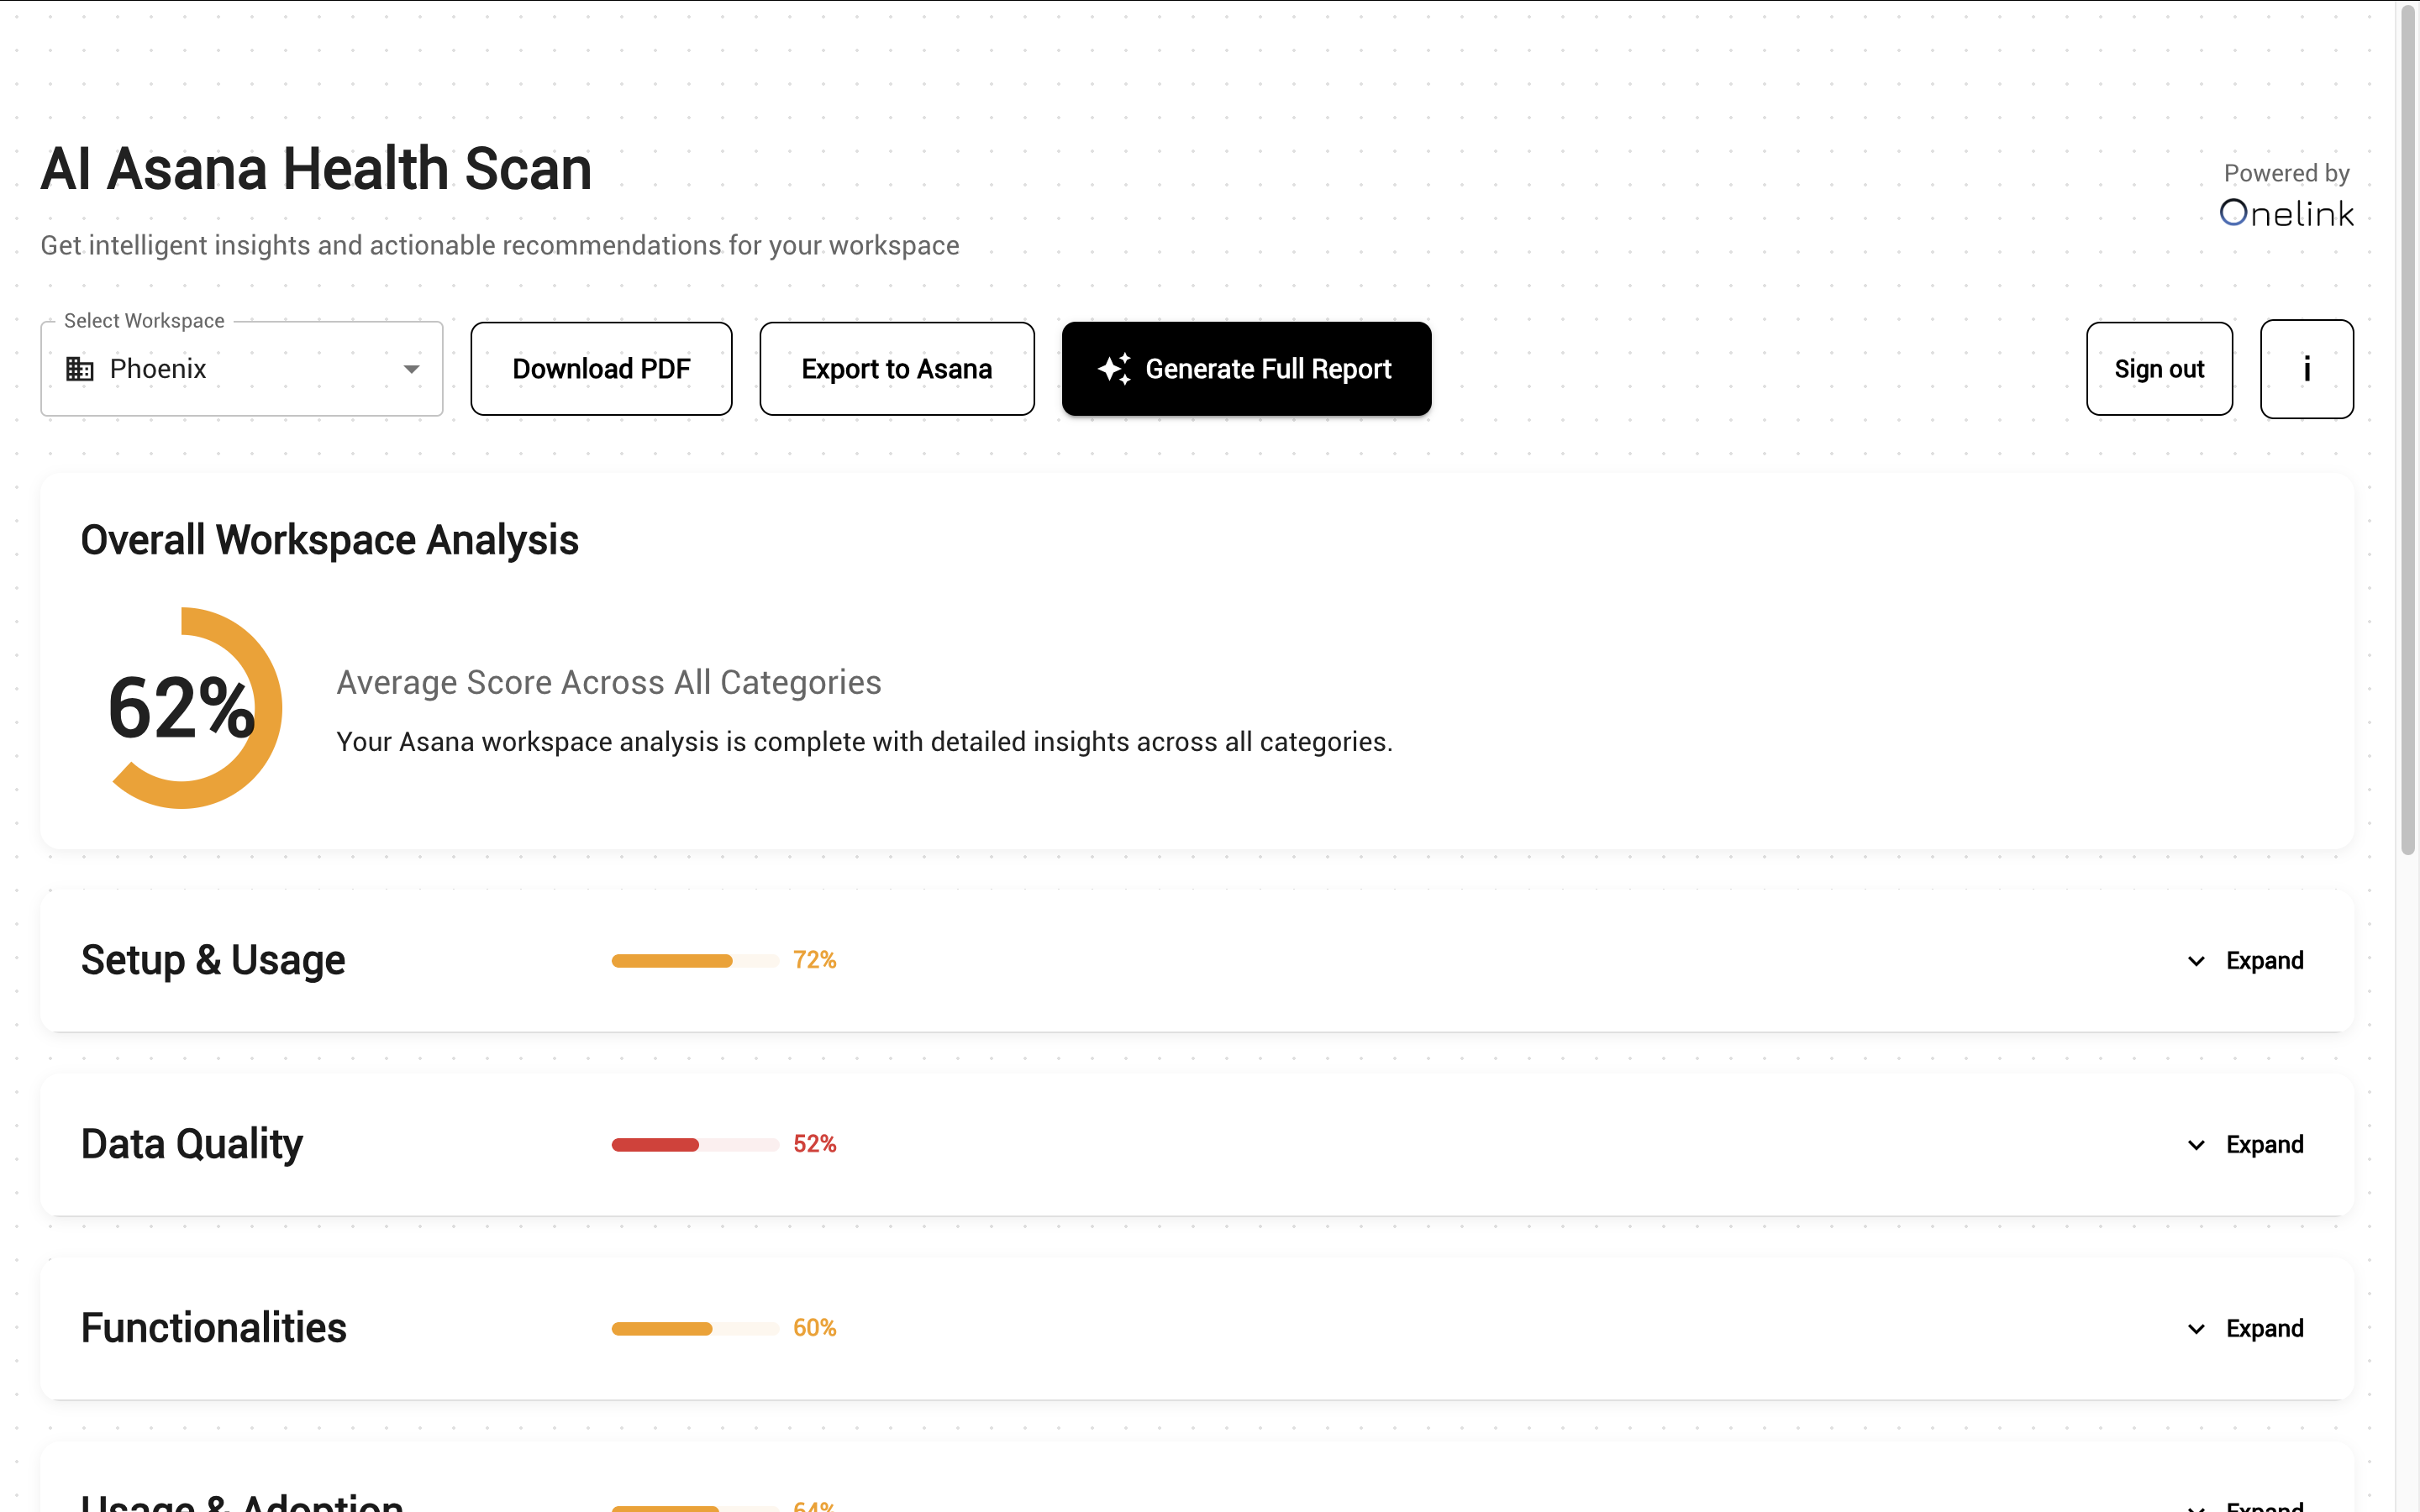 AI Asana Health Scan
Powered by
Onelink
Get intelligent insights and actionable recommendations for your workspace
Select Workspace
Phoenix
Download PDF
Export to Asana
Generate Full Report
Sign out
i
Overall Workspace Analysis
62%
Average Score Across All Categories
Your Asana workspace analysis is complete with detailed insights across all categories.
Setup & Usage
72%
Expand
Data Quality
52%
Expand
Functionalities
60%
Expand
Usage & Adoption
64%
Expand